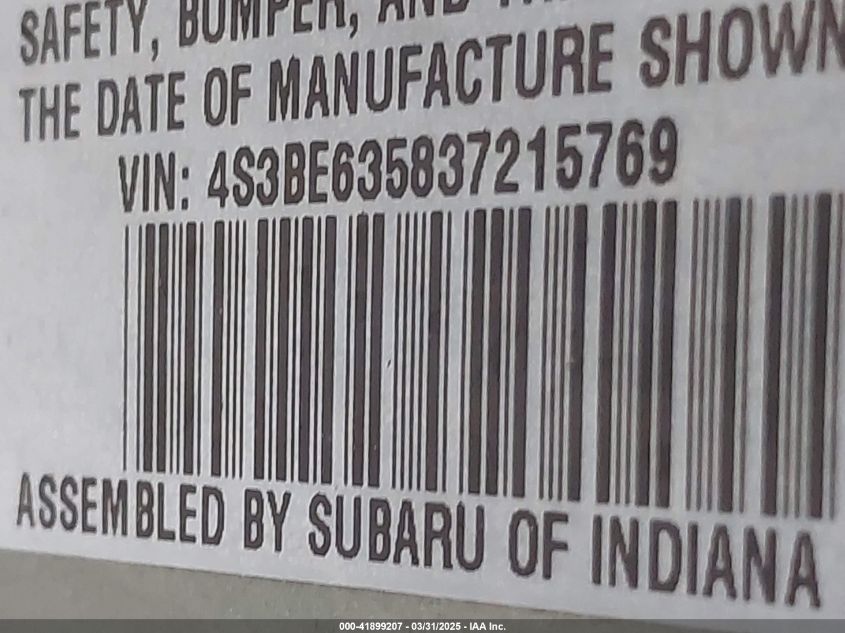 SAFETY, BUMPER, AND
THE DATE OF MANUFACTURE SHOWN
VIN: 4S3BE635837215769
ASSEMBLED BY SUBARU OF INDIANA
000-41899207 - 03/31/2025 - IAA Inc.